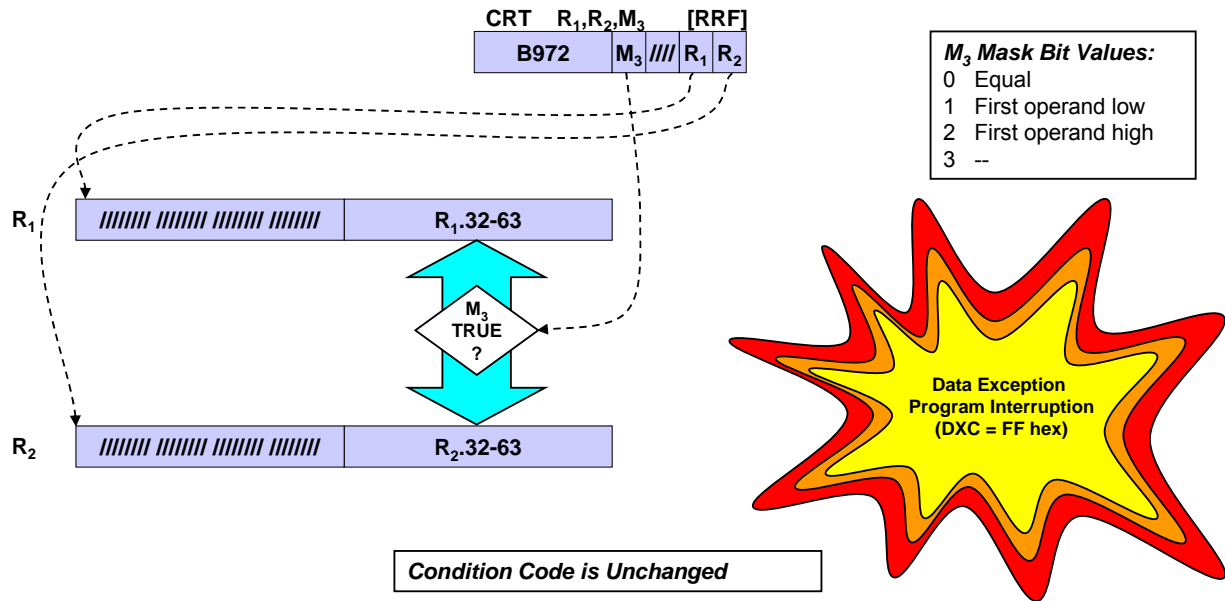 CRT R₁,R₂,M₃ [RRF]
B972 M₃ //// R₁ R₂
M₃ Mask Bit Values:
0 Equal
1 First operand low
2 First operand high
3 --
R₁ //////// //////// //////// //////// R₁.32-63
M₃
TRUE
?
R₂ //////// //////// //////// //////// R₂.32-63
Data Exception
Program Interruption
(DXC = FF hex)
Condition Code is Unchanged